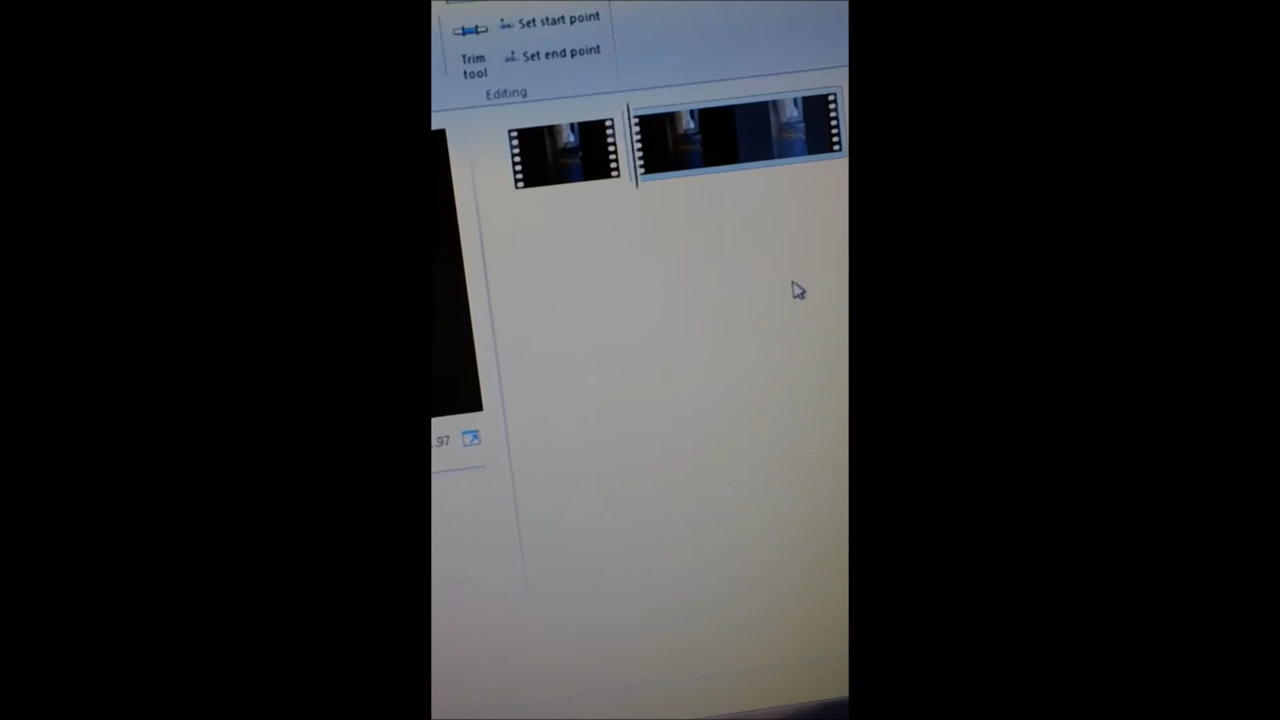 Set start point
Trim
tool
Set end point
Editing
.97